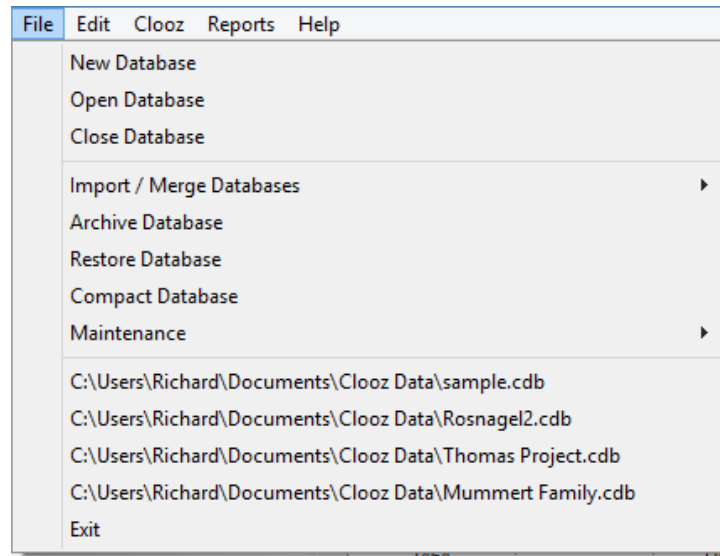 File Edit Clooz Reports Help
New Database
Open Database
Close Database
Import / Merge Databases
Archive Database
Restore Database
Compact Database
Maintenance
C:\Users\Richard\Documents\Clooz Data\sample.cdb
C:\Users\Richard\Documents\Clooz Data\Rosnagel2.cdb
C:\Users\Richard\Documents\Clooz Data\Thomas Project.cdb
C:\Users\Richard\Documents\Clooz Data\Mummert Family.cdb
Exit